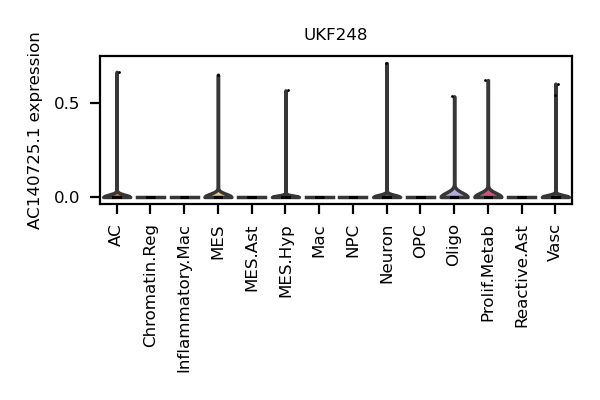 UKF248
AC140725.1 expression
0.5
0.0
AC
Chromatin.Reg
Inflammatory.Mac
MES
MES.Ast
MES.Hyp
Mac
NPC
Neuron
OPC
Oligo
Prolif.Metab
Reactive.Ast
Vasc